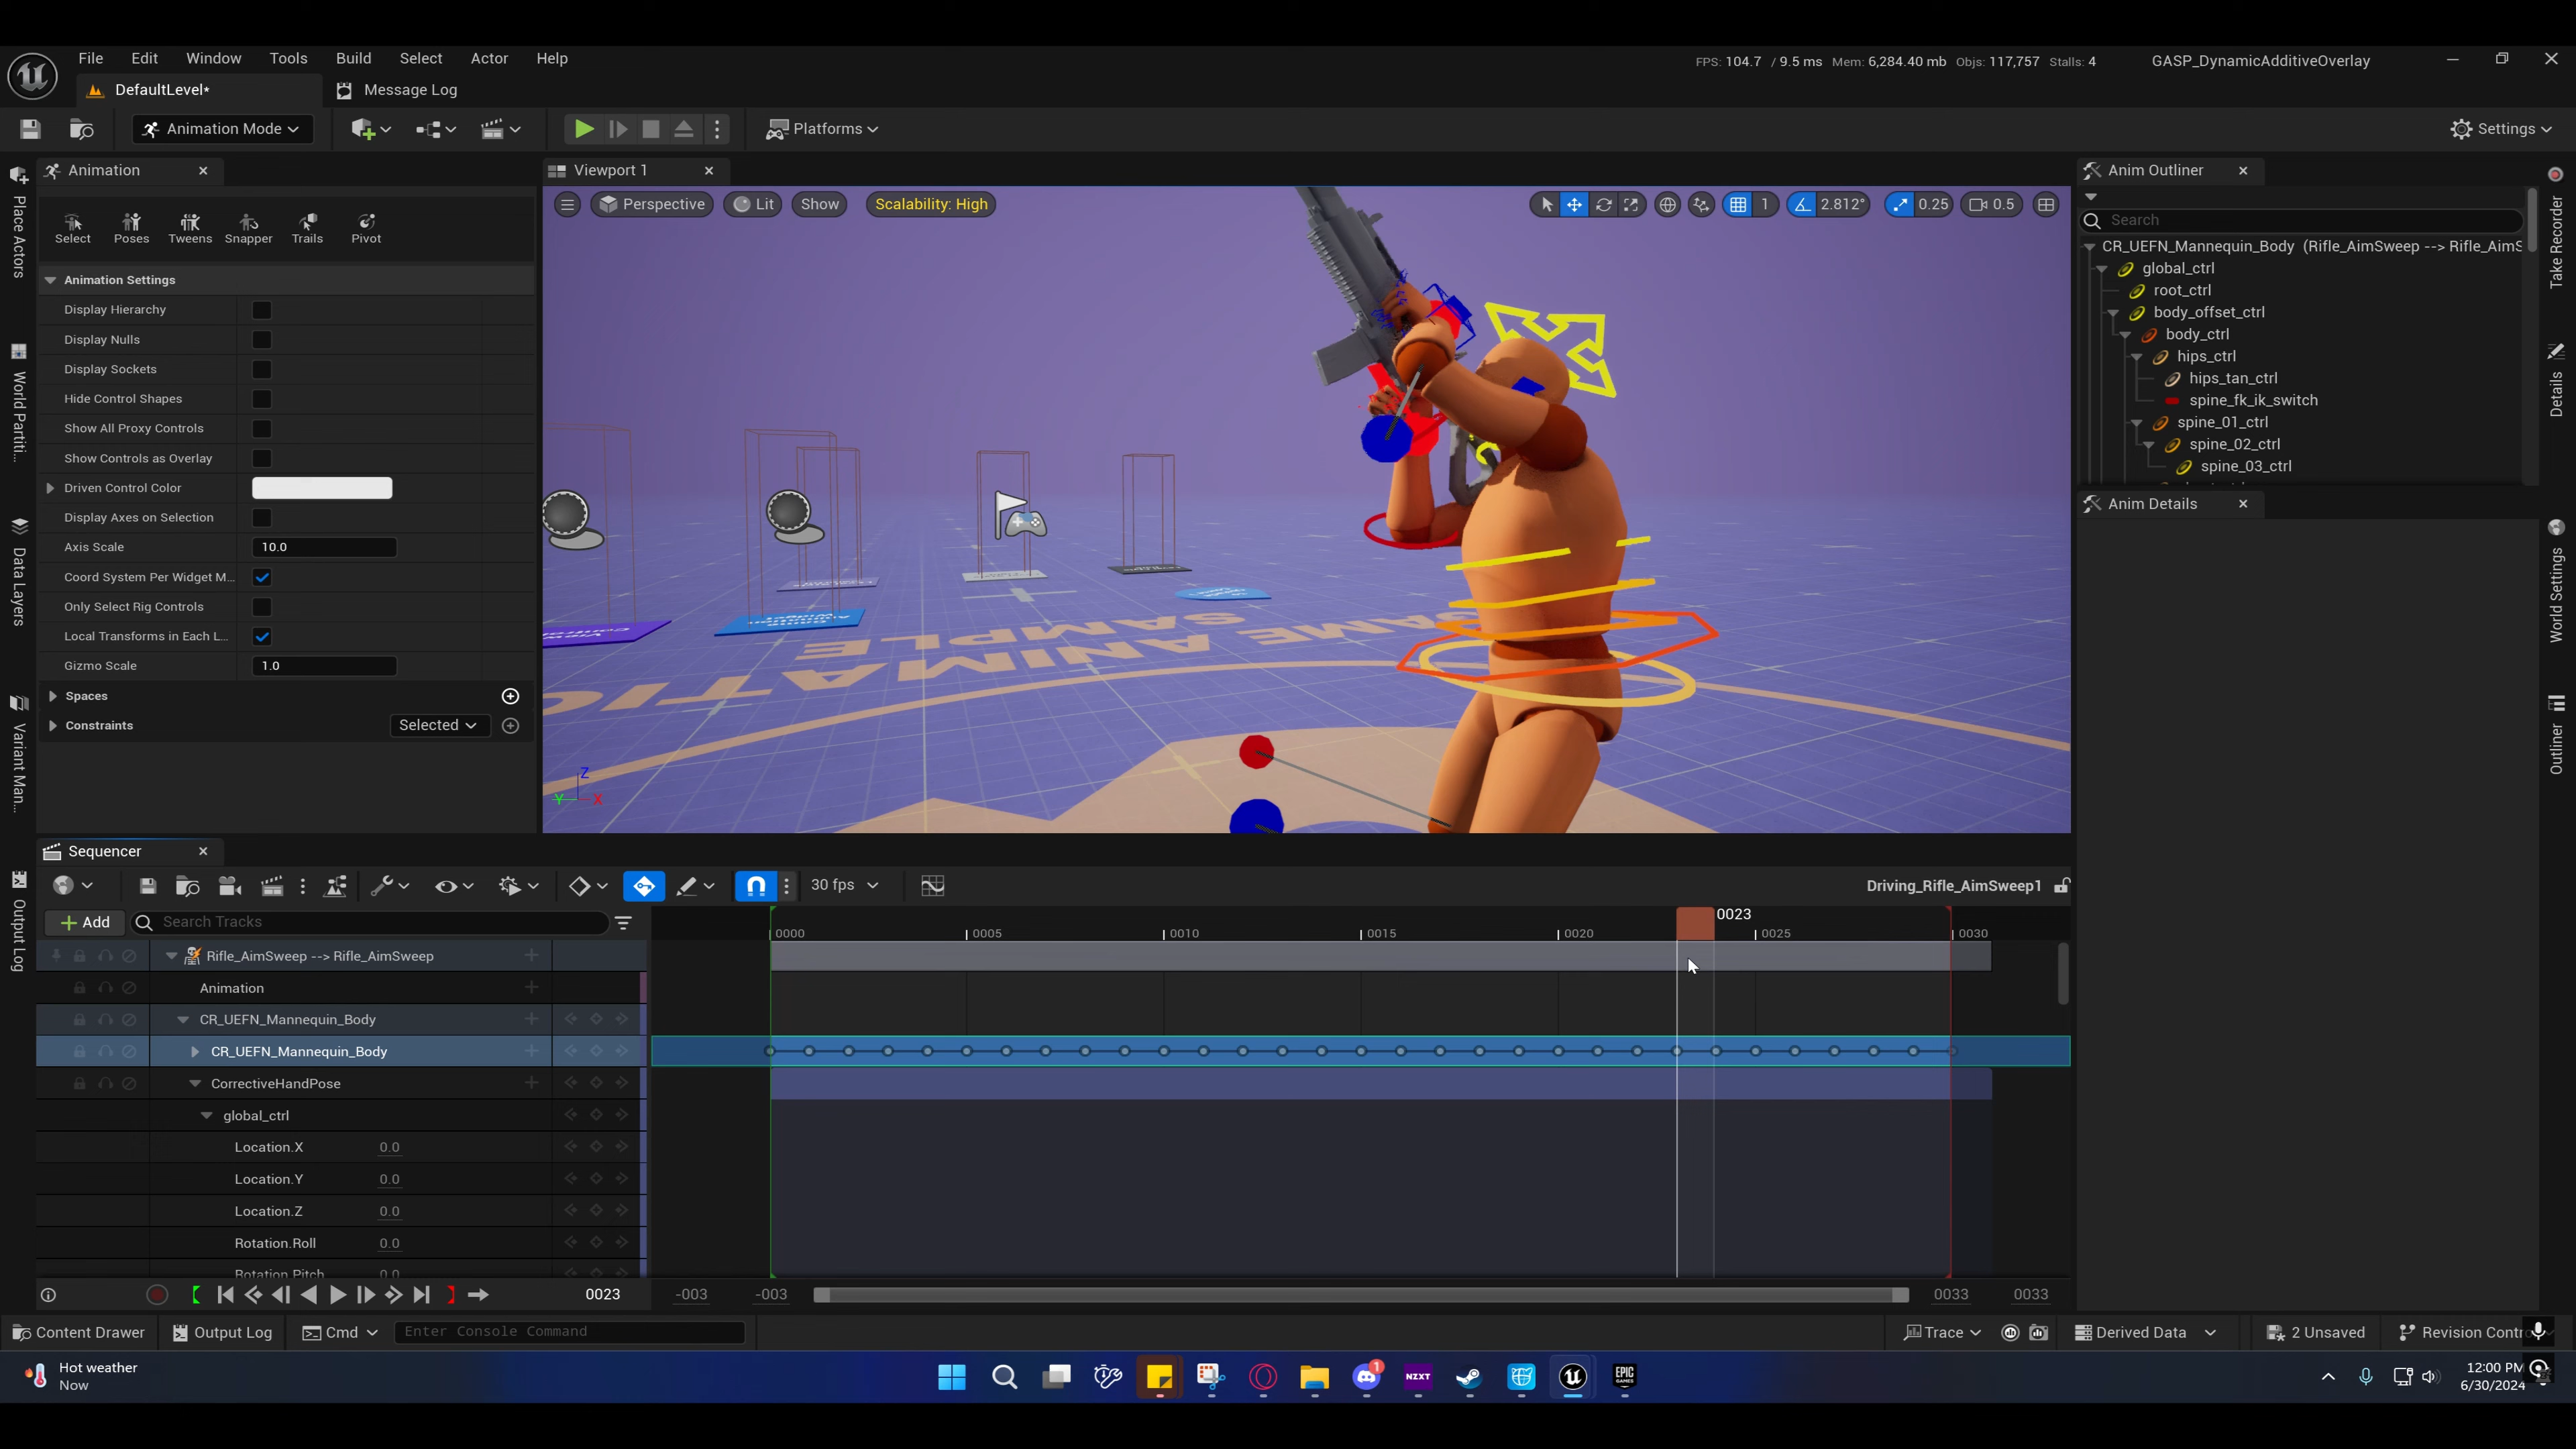 File Edit Window Tools Build Select Actor Help
FPS: 104.7 / 9.5 ms Mem: 6,284.40 mb Objs: 117,757 Stalls: 4
GASP_DynamicAdditiveOverlay
DefaultLevel*
Message Log
Animation Mode
Platforms
Settings
Place Actors
World Partiti...
Data Layers
Variant Man...
Output Log
Animation
Select Poses Tweens Snapper Trails Pivot
Animation Settings
Display Hierarchy
Display Nulls
Display Sockets
Hide Control Shapes
Show All Proxy Controls
Show Controls as Overlay
Driven Control Color
Display Axes on Selection
Axis Scale 10.0
Coord System Per Widget M...
Only Select Rig Controls
Local Transforms in Each L...
Gizmo Scale 1.0
Spaces
Constraints Selected
Viewport 1
Perspective Lit Show Scalability: High
1 2.812° 0.25 0.5
Z
Y X
Anim Outliner
Search
CR_UEFN_Mannequin_Body (Rifle_AimSweep --> Rifle_AimS
global_ctrl
root_ctrl
body_offset_ctrl
body_ctrl
hips_ctrl
hips_tan_ctrl
spine_fk_ik_switch
spine_01_ctrl
spine_02_ctrl
spine_03_ctrl
Anim Details
Take Recorder
Details
World Settings
Outliner
Sequencer
30 fps
Driving_Rifle_AimSweep1
Add
Search Tracks
0023
0000 0005 0010 0015 0020 0025 0030
Rifle_AimSweep --> Rifle_AimSweep
Animation
CR_UEFN_Mannequin_Body
CR_UEFN_Mannequin_Body
CorrectiveHandPose
global_ctrl
Location.X 0.0
Location.Y 0.0
Location.Z 0.0
Rotation.Roll 0.0
Rotation.Pitch 0.0
0023
-003 -003 0033 0033
Content Drawer Output Log Cmd Enter Console Command
Trace Derived Data 2 Unsaved Revision Contro
Hot weather
Now
1
NZXT
EPIC GAMES
12:00 PM
6/30/2024